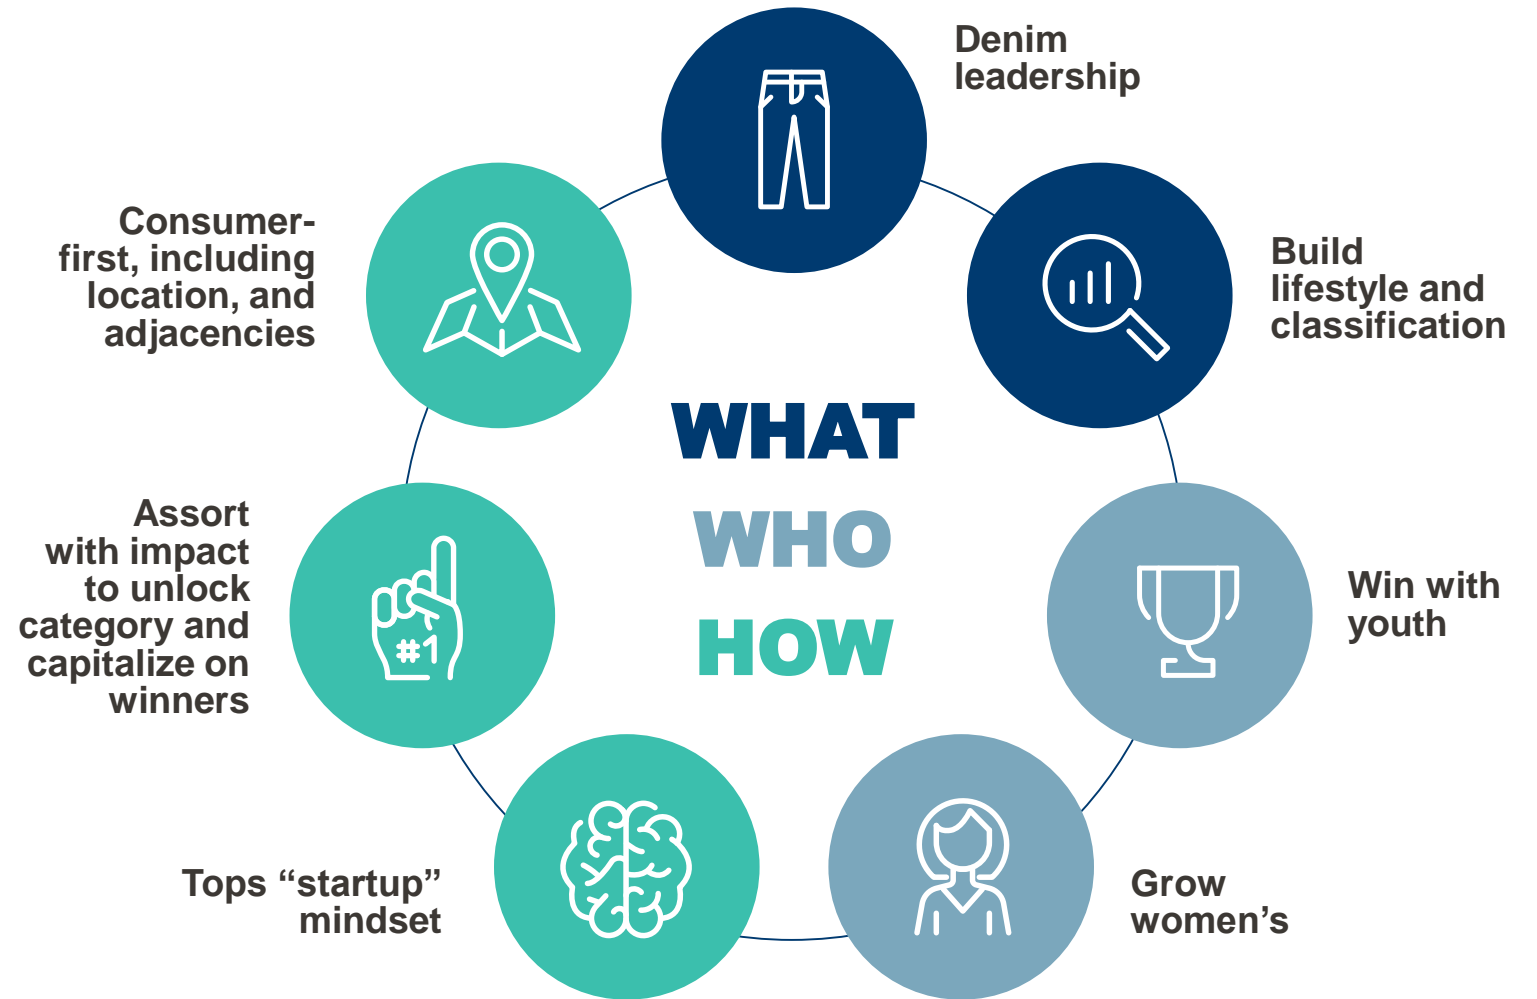 Denim
leadership
Build
lifestyle and
classification
Win with
youth
Grow
women’s
Tops “startup”
mindset
Assort
with impact
to unlock
category and
capitalize on
winners
#1
Consumer-
first, including
location, and
adjacencies
WHAT
WHO
HOW